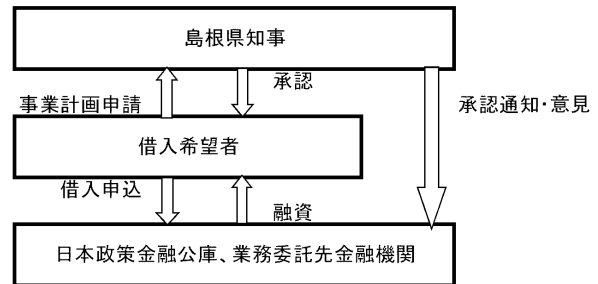 島根県知事
承認
事業計画申請
承認通知・意見
借入希望者
借入申込
融資
日本政策金融公庫、業務委託先金融機関